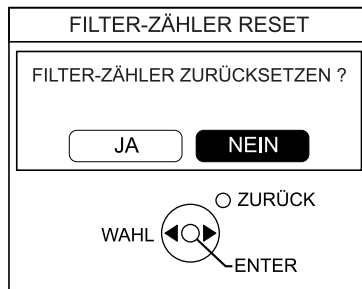 FILTER-ZÄHLER RESET
FILTER-ZÄHLER ZURÜCKSETZEN ?
JA NEIN
ZURÜCK
WAHL
ENTER